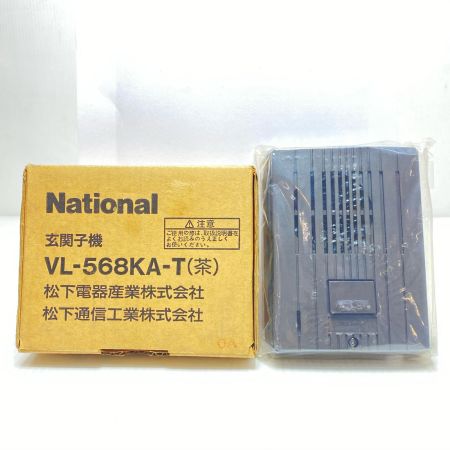 National
⚠注意
ご使用の際は、取扱説明書を
よくお読みのうえ正しく
お使いください。
玄関子機
VL-568KA-T(茶)
松下電器産業株式会社
松下通信工業株式会社